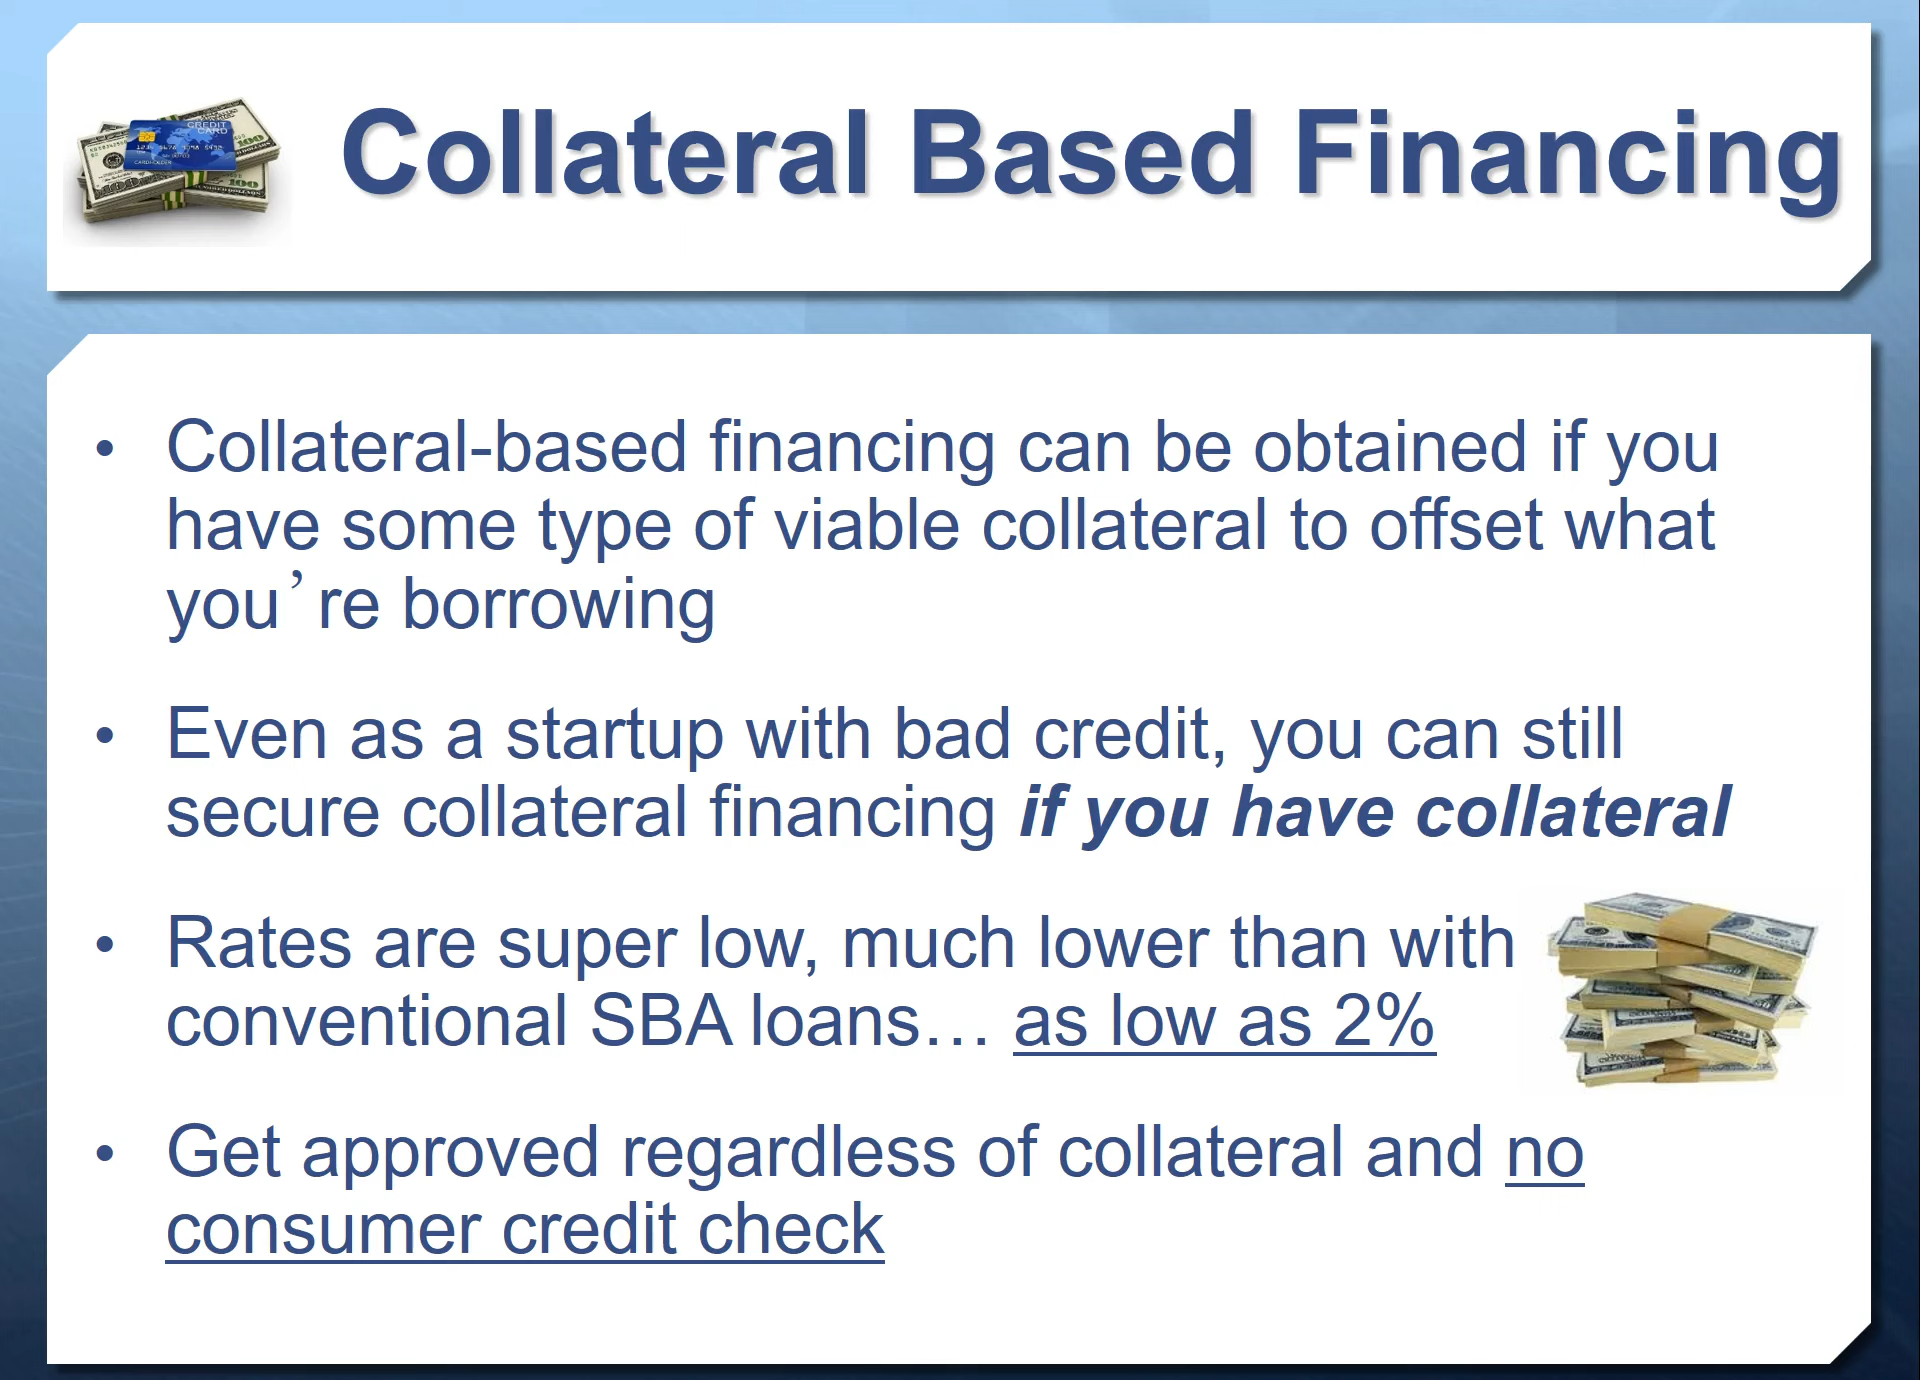 CREDIT
CARD
Collateral Based Financing
• Collateral-based financing can be obtained if you
have some type of viable collateral to offset what
you’re borrowing
• Even as a startup with bad credit, you can still
secure collateral financing if you have collateral
• Rates are super low, much lower than with
conventional SBA loans… as low as 2%
• Get approved regardless of collateral and no
consumer credit check